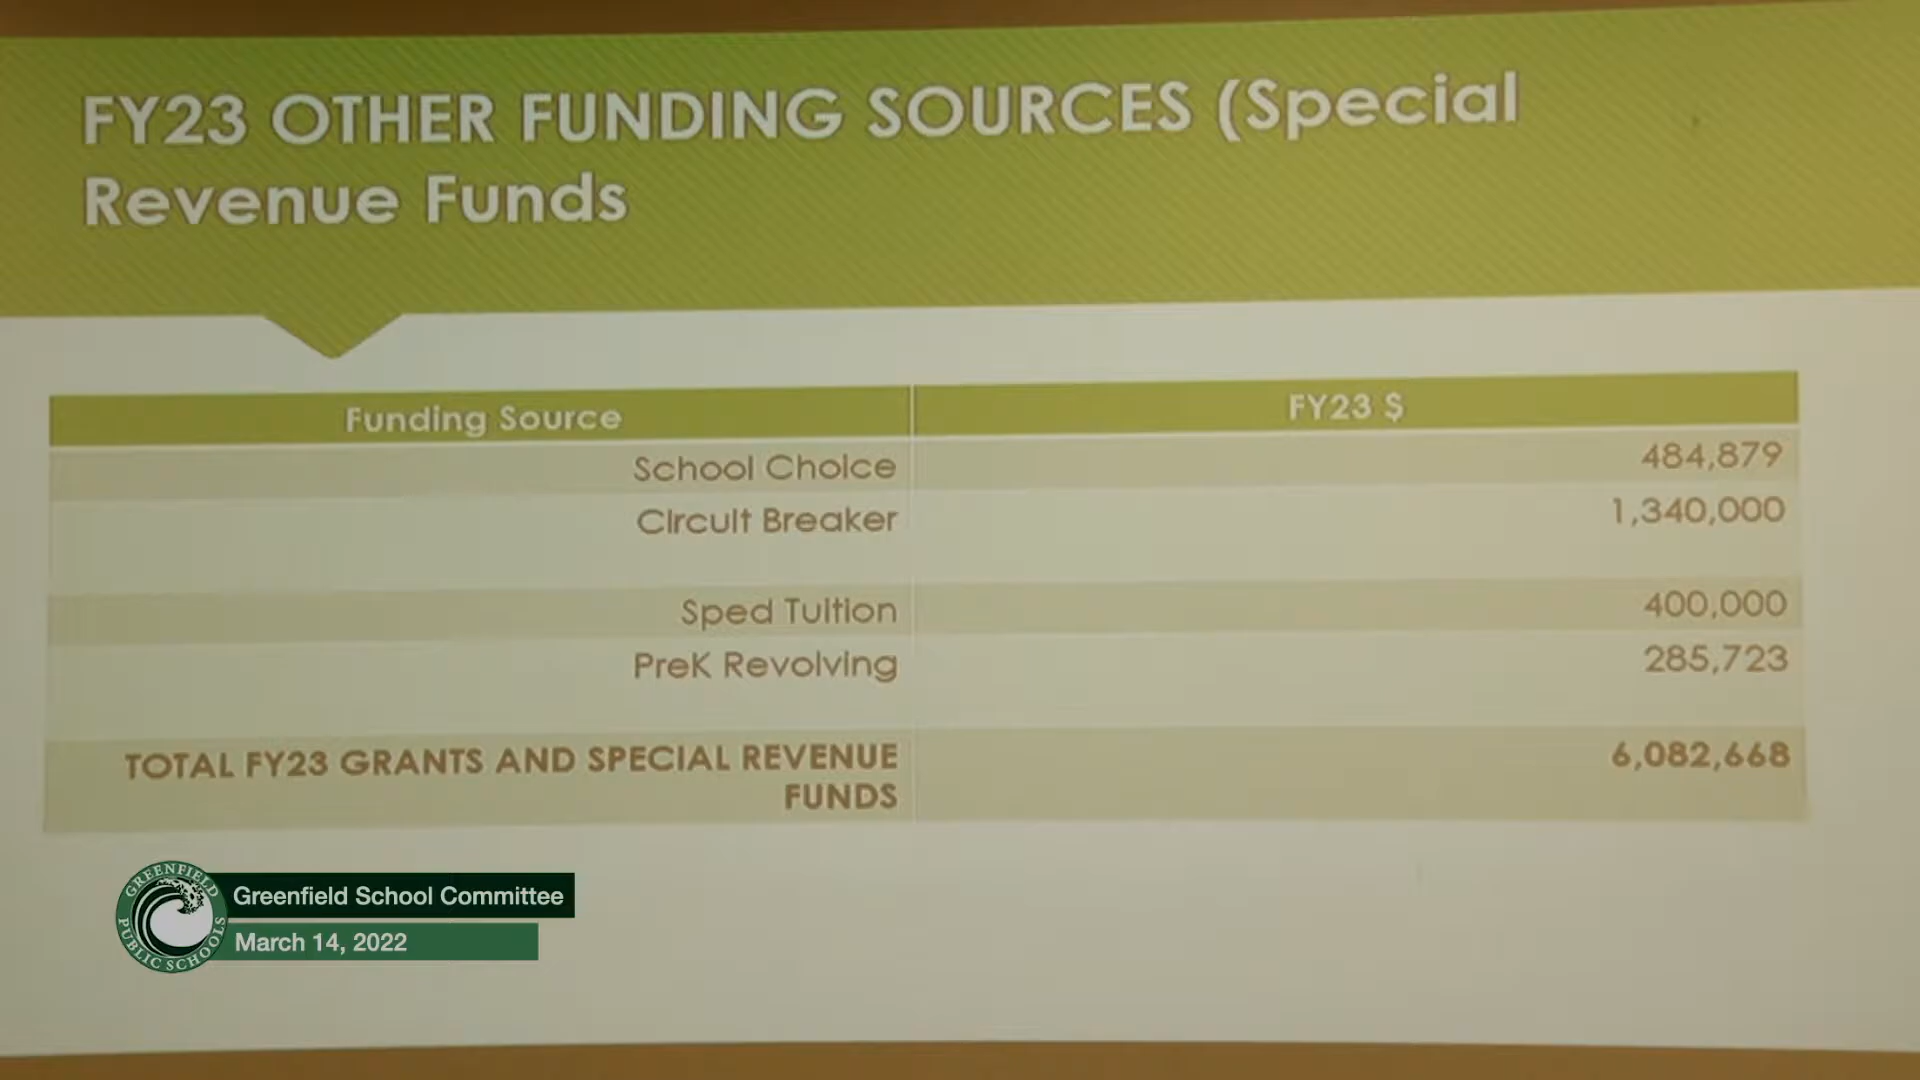 FY23 OTHER FUNDING SOURCES (Special
Revenue Funds
Funding Source FY23 $
School Choice 484,879
Circuit Breaker 1,340,000
Sped Tuition 400,000
PreK Revolving 285,723
TOTAL FY23 GRANTS AND SPECIAL REVENUE 6,082,668
FUNDS
GREENFIELD
PUBLIC SCHOOLS
Greenfield School Committee
March 14, 2022